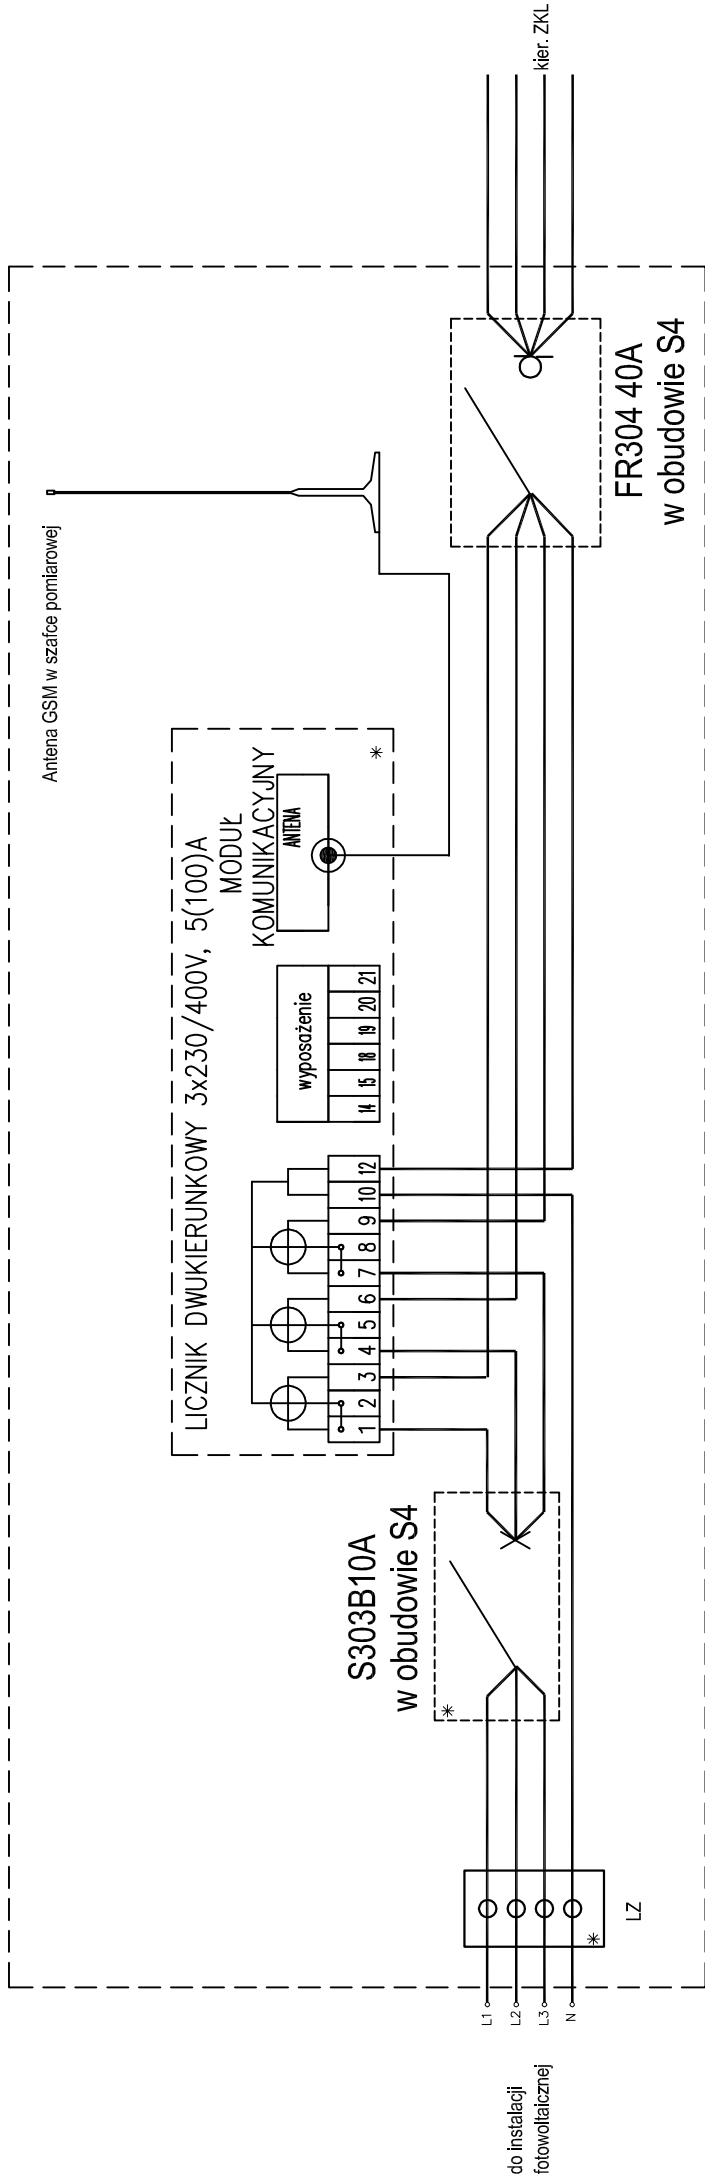 Antena GSM w szafce pomiarowej
LICZNIK DWUKIERUNKOWY 3x230/400V, 5(100)A
MODUŁ
KOMUNIKACYJNY
ANTENA
*
wyposażenie
1 2 3 4 5 6 7 8 9 10 12
14 15 18 19 20 21
S303B10A
w obudowie S4
*
FR304 40A
w obudowie S4
kier. ZKL
L1
L2
L3
N
*
LZ
do instalacji
fotowoltaicznej